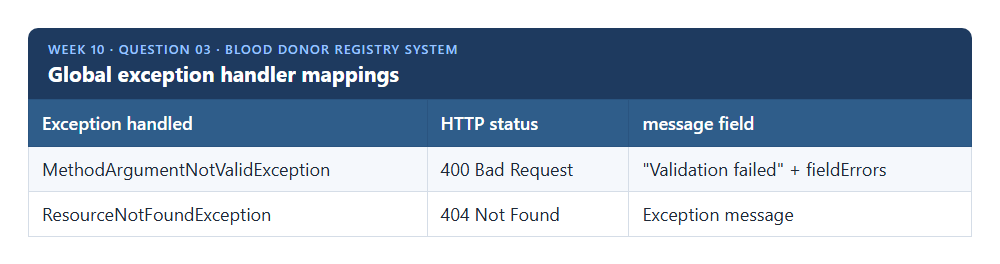 WEEK 10 · QUESTION 03 · BLOOD DONOR REGISTRY SYSTEM
Global exception handler mappings
Exception handled HTTP status message field
MethodArgumentNotValidException 400 Bad Request "Validation failed" + fieldErrors
ResourceNotFoundException 404 Not Found Exception message